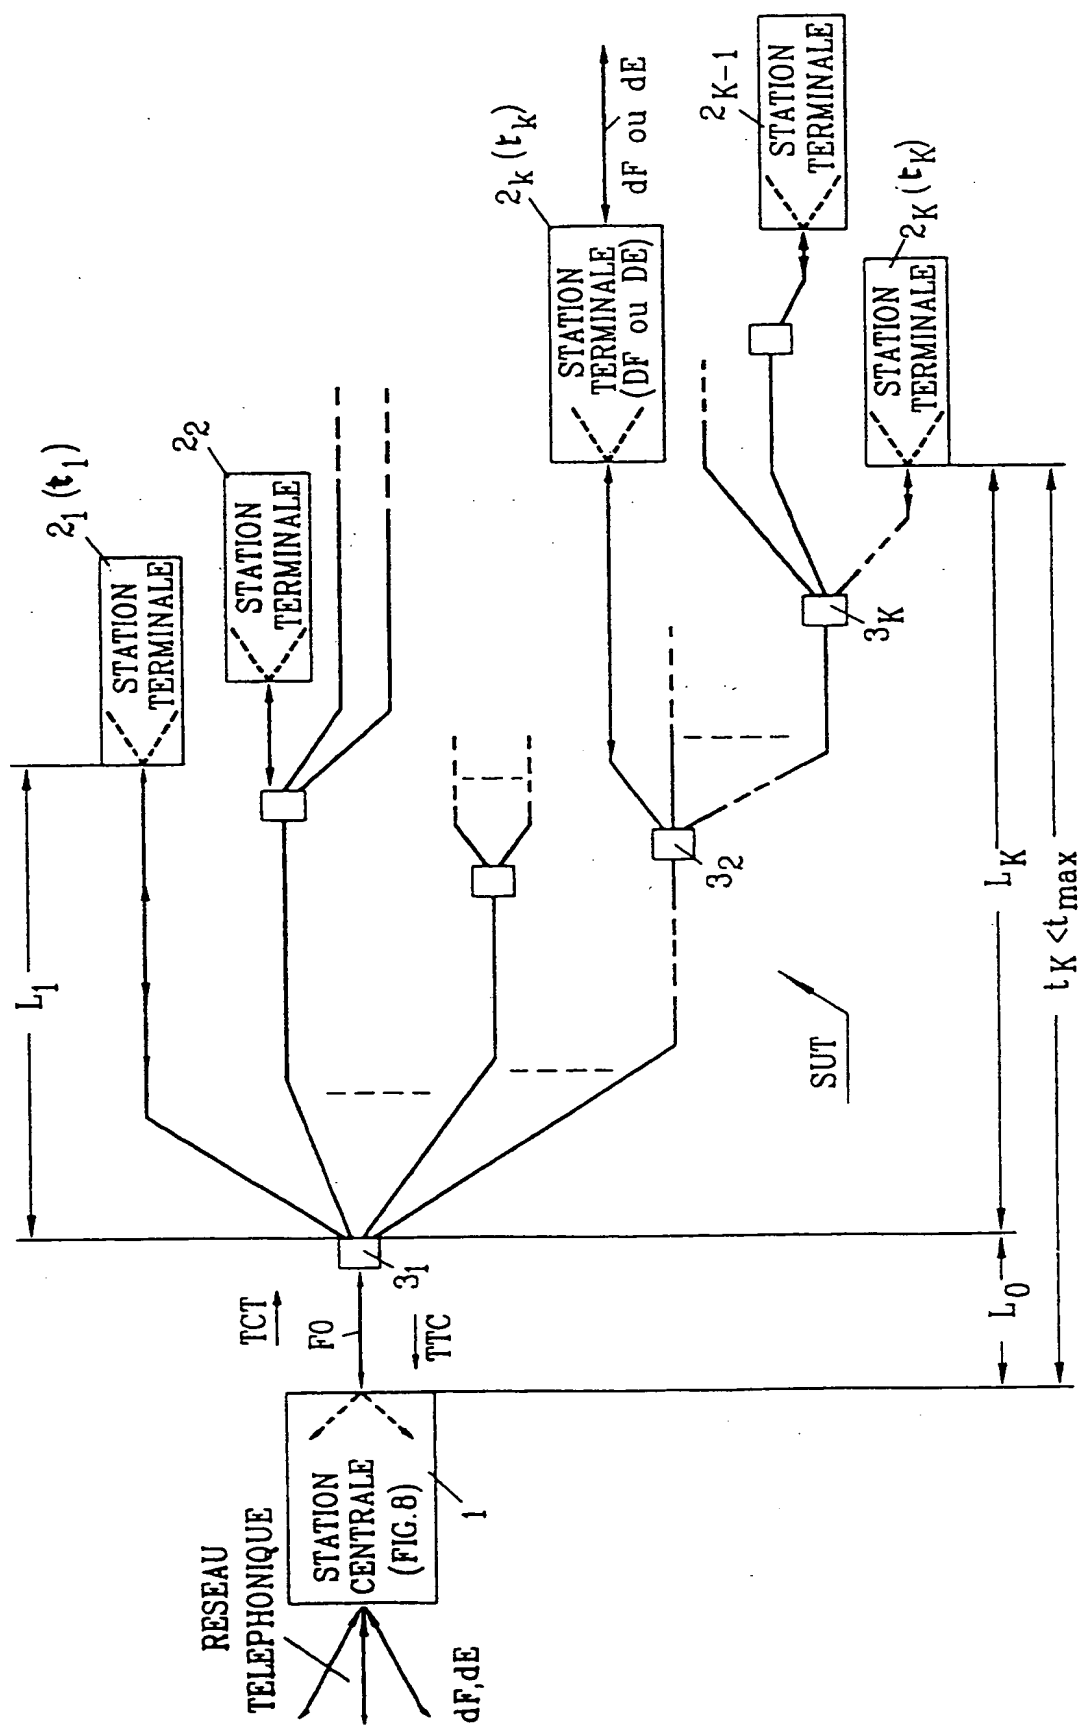 RESEAU
TELEPHONIQUE
dF,dE
STATION
CENTRALE
(FIG.8)
1
TCT
FO
TTC
3₁
L₁
2₁(t₁)
STATION
TERMINALE
2₂
STATION
TERMINALE
2ₖ(tₖ)
STATION
TERMINALE
(DF ou DE)
dF ou dE
3₂
3K
2K-1
STATION
TERMINALE
2K(tK)
STATION
TERMINALE
SUT
L₀
LK
tK<tmax